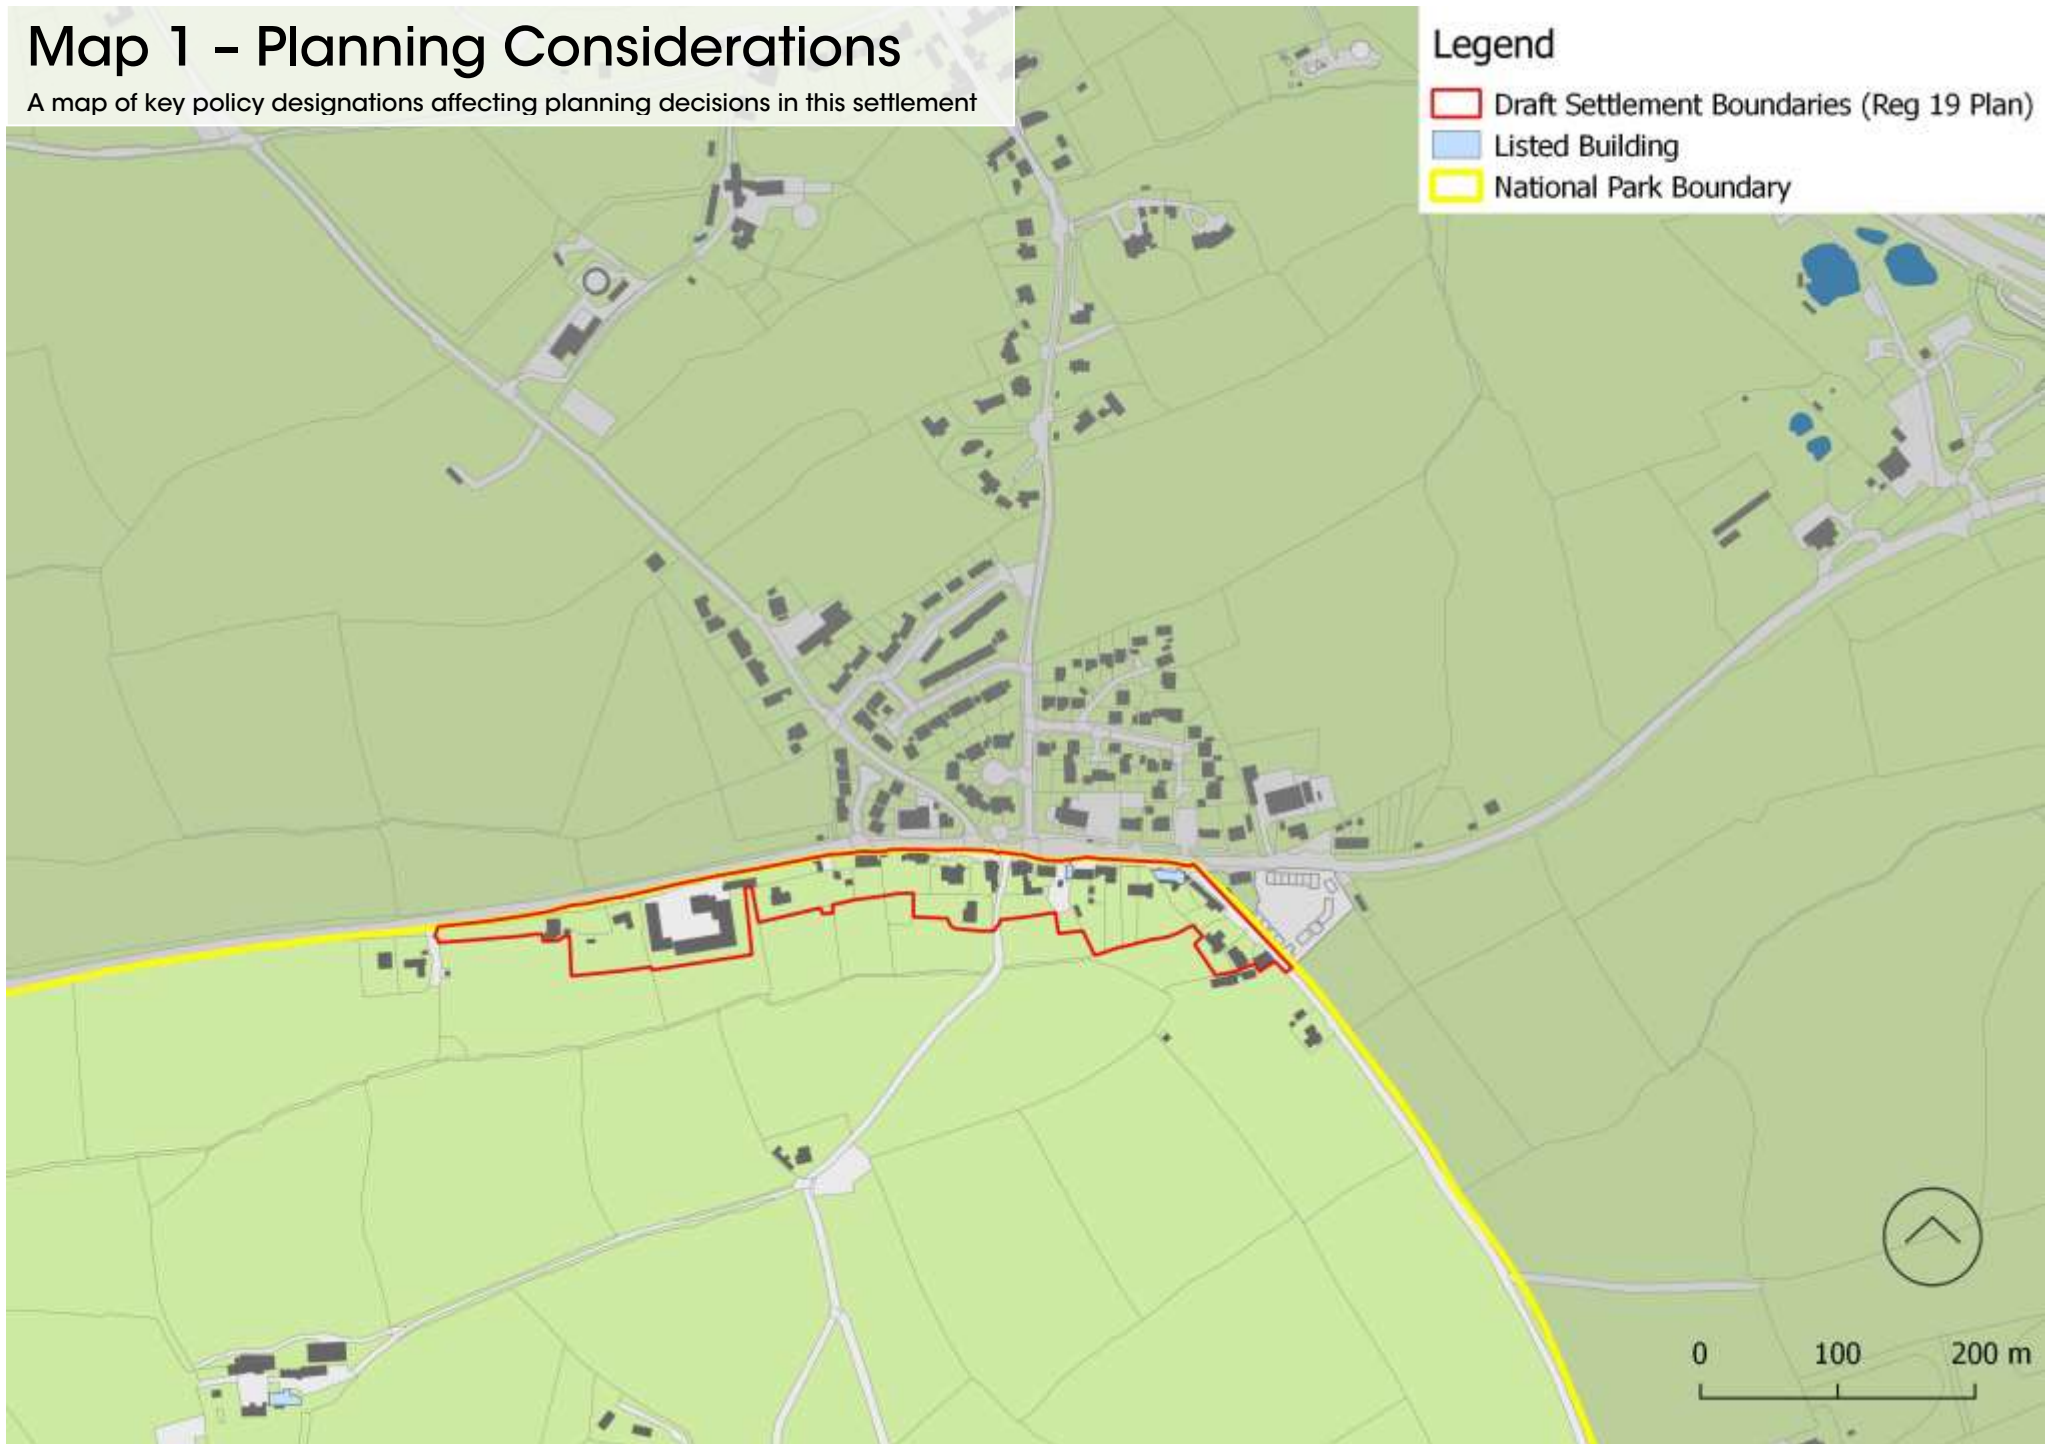 Map 1 – Planning Considerations
A map of key policy designations affecting planning decisions in this settlement
Legend
Draft Settlement Boundaries (Reg 19 Plan)
Listed Building
National Park Boundary
0 100 200 m